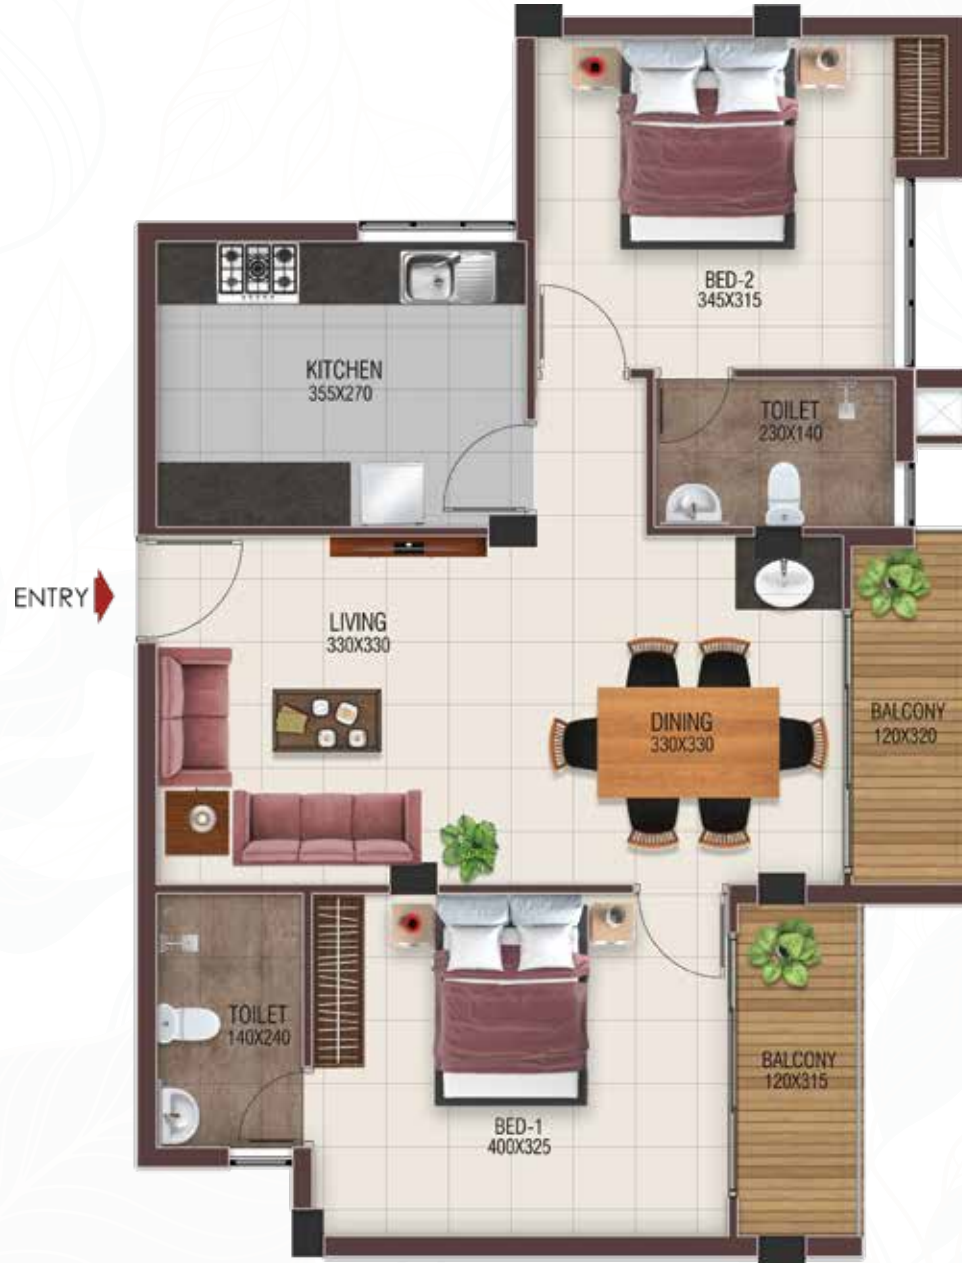 BED-2
345X315
KITCHEN
355X270
TOILET
230X140
ENTRY
LIVING
330X330
DINING
330X330
BALCONY
120X320
TOILET
140X240
BALCONY
120X315
BED-1
400X325